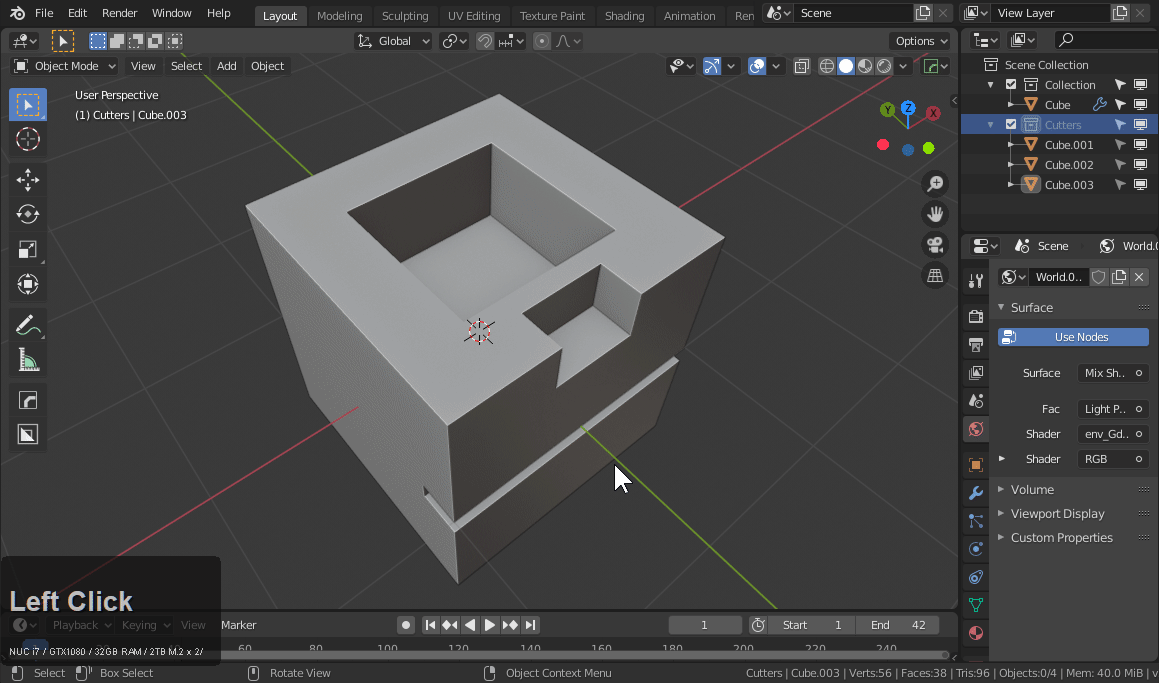 File Edit Render Window Help Layout Modeling Sculpting UV Editing Texture Paint Shading Animation Ren Scene View Layer
Global Options
Object Mode View Select Add Object
User Perspective
(1) Cutters | Cube.003
Y Z X
Scene Collection
Collection
Cube
Cutters
Cube.001
Cube.002
Cube.003
Scene World.0
World.0..
Surface
Use Nodes
Surface Mix Sh..
Fac Light P..
Shader env_Gd..
Shader RGB
Volume
Viewport Display
Custom Properties
Left Click
Playback Keying View Marker 1 Start 1 End 42
NUC i7 / GTX1080 / 32GB RAM / 2TB M.2 x 2/
60 80 100 120 140 160 180 200 220 240
Select Box Select Rotate View Object Context Menu Cutters | Cube.003 | Verts:56 | Faces:38 | Tris:96 | Objects:0/4 | Mem: 40.0 MiB | v